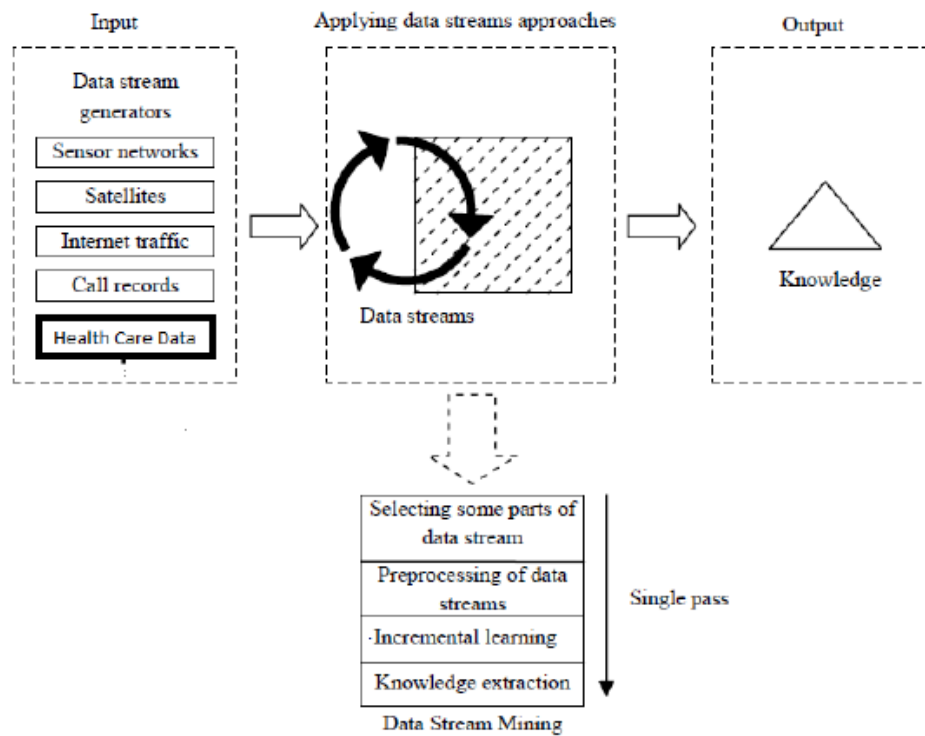 Input
Applying data streams approaches
Output
Data stream
generators
Sensor networks
Satellites
Internet traffic
Call records
Health Care Data
Data streams
Knowledge
Selecting some parts of
data stream
Preprocessing of data
streams
Incremental learning
Knowledge extraction
Single pass
Data Stream Mining